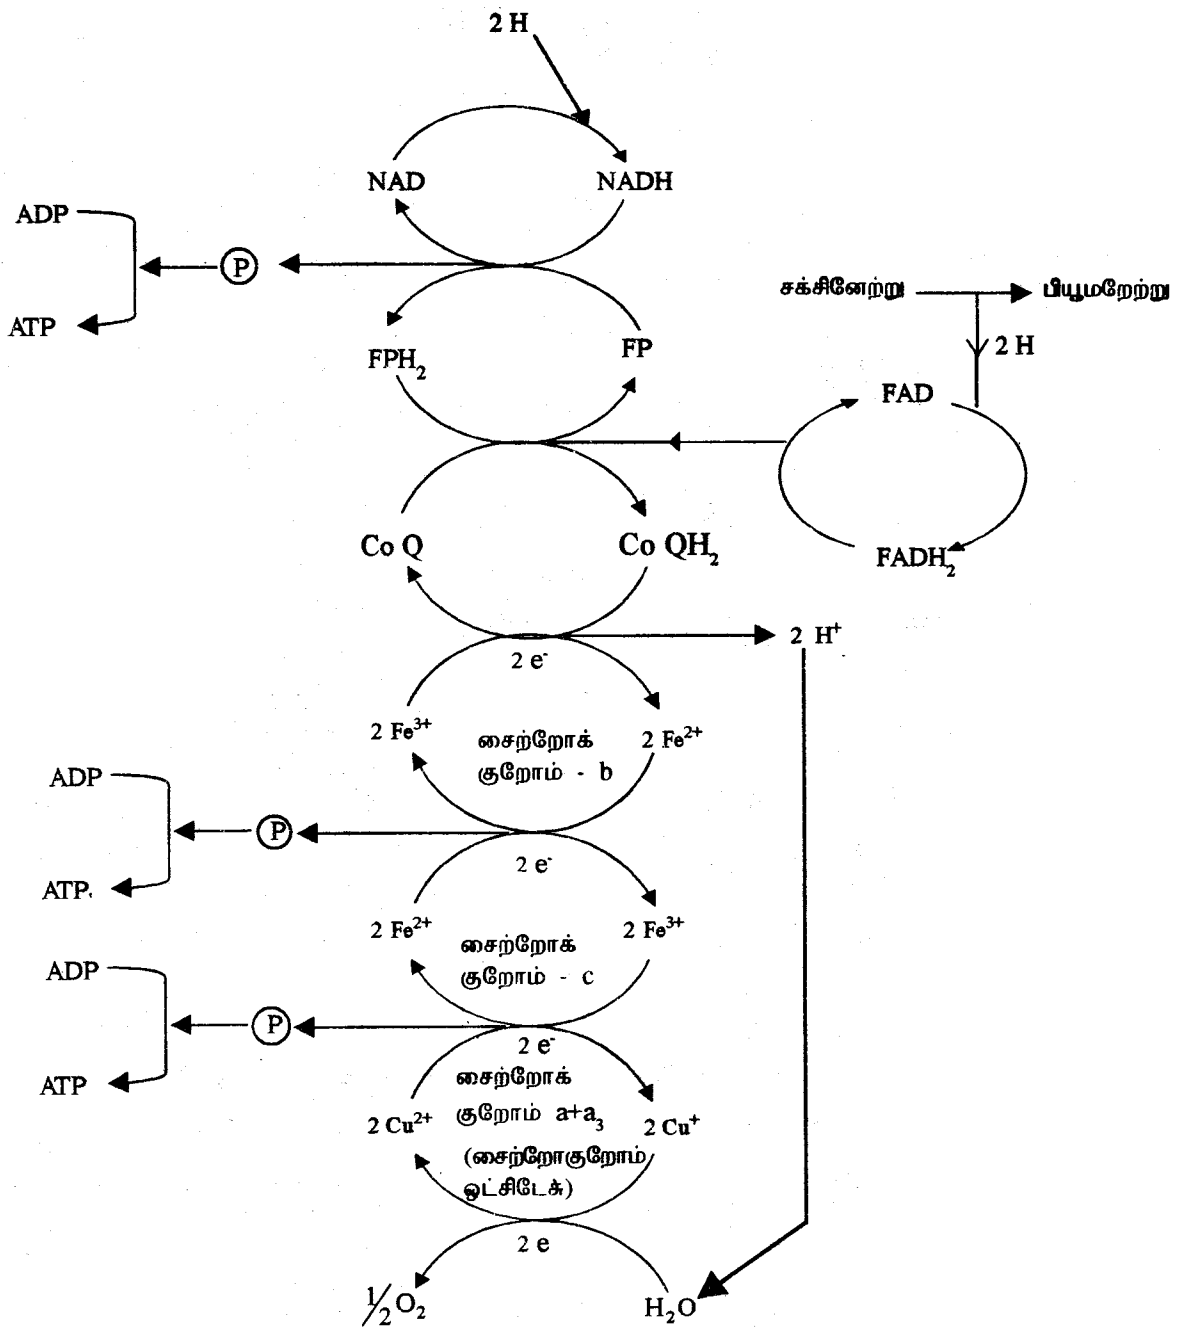 2 H
NAD
NADH
ADP
P
ATP
சக்சினேற்று
பியூமறேற்று
2 H
FPH2
FP
FAD
Co Q
Co QH2
FADH2
2 H+
2 e-
2 Fe3+
சைற்றோக்
குறோம் - b
2 Fe2+
ADP
P
ATP.
2 e-
2 Fe2+
சைற்றோக்
குறோம் - c
2 Fe3+
ADP
P
ATP
2 e-
சைற்றோக்
குறோம் a+a3
2 Cu2+
2 Cu+
(சைற்றோகுறோம்
ஒட்சிடேசு)
2 e
1/2 O2
H2O